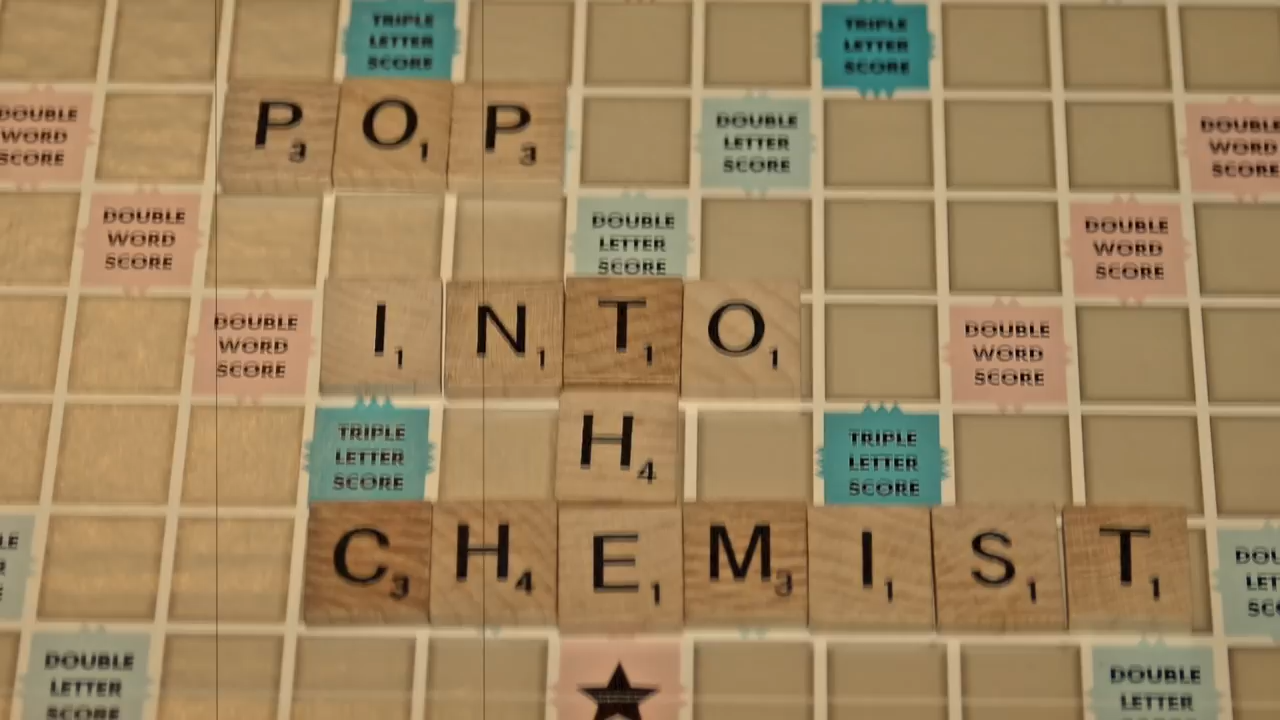 TRIPLE LETTER SCORE TRIPLE LETTER SCORE
DOUBLE WORD SCORE P3 O1 P3 DOUBLE LETTER SCORE DOUBLE WORD SCORE
DOUBLE WORD SCORE DOUBLE LETTER SCORE DOUBLE WORD SCORE
DOUBLE WORD SCORE I1 N1 T1 O1 DOUBLE WORD SCORE
TRIPLE LETTER SCORE H4 TRIPLE LETTER SCORE
C3 H4 E1 M3 I1 S1 T1
DOUBLE LETTER SCORE DOUBLE LETTER